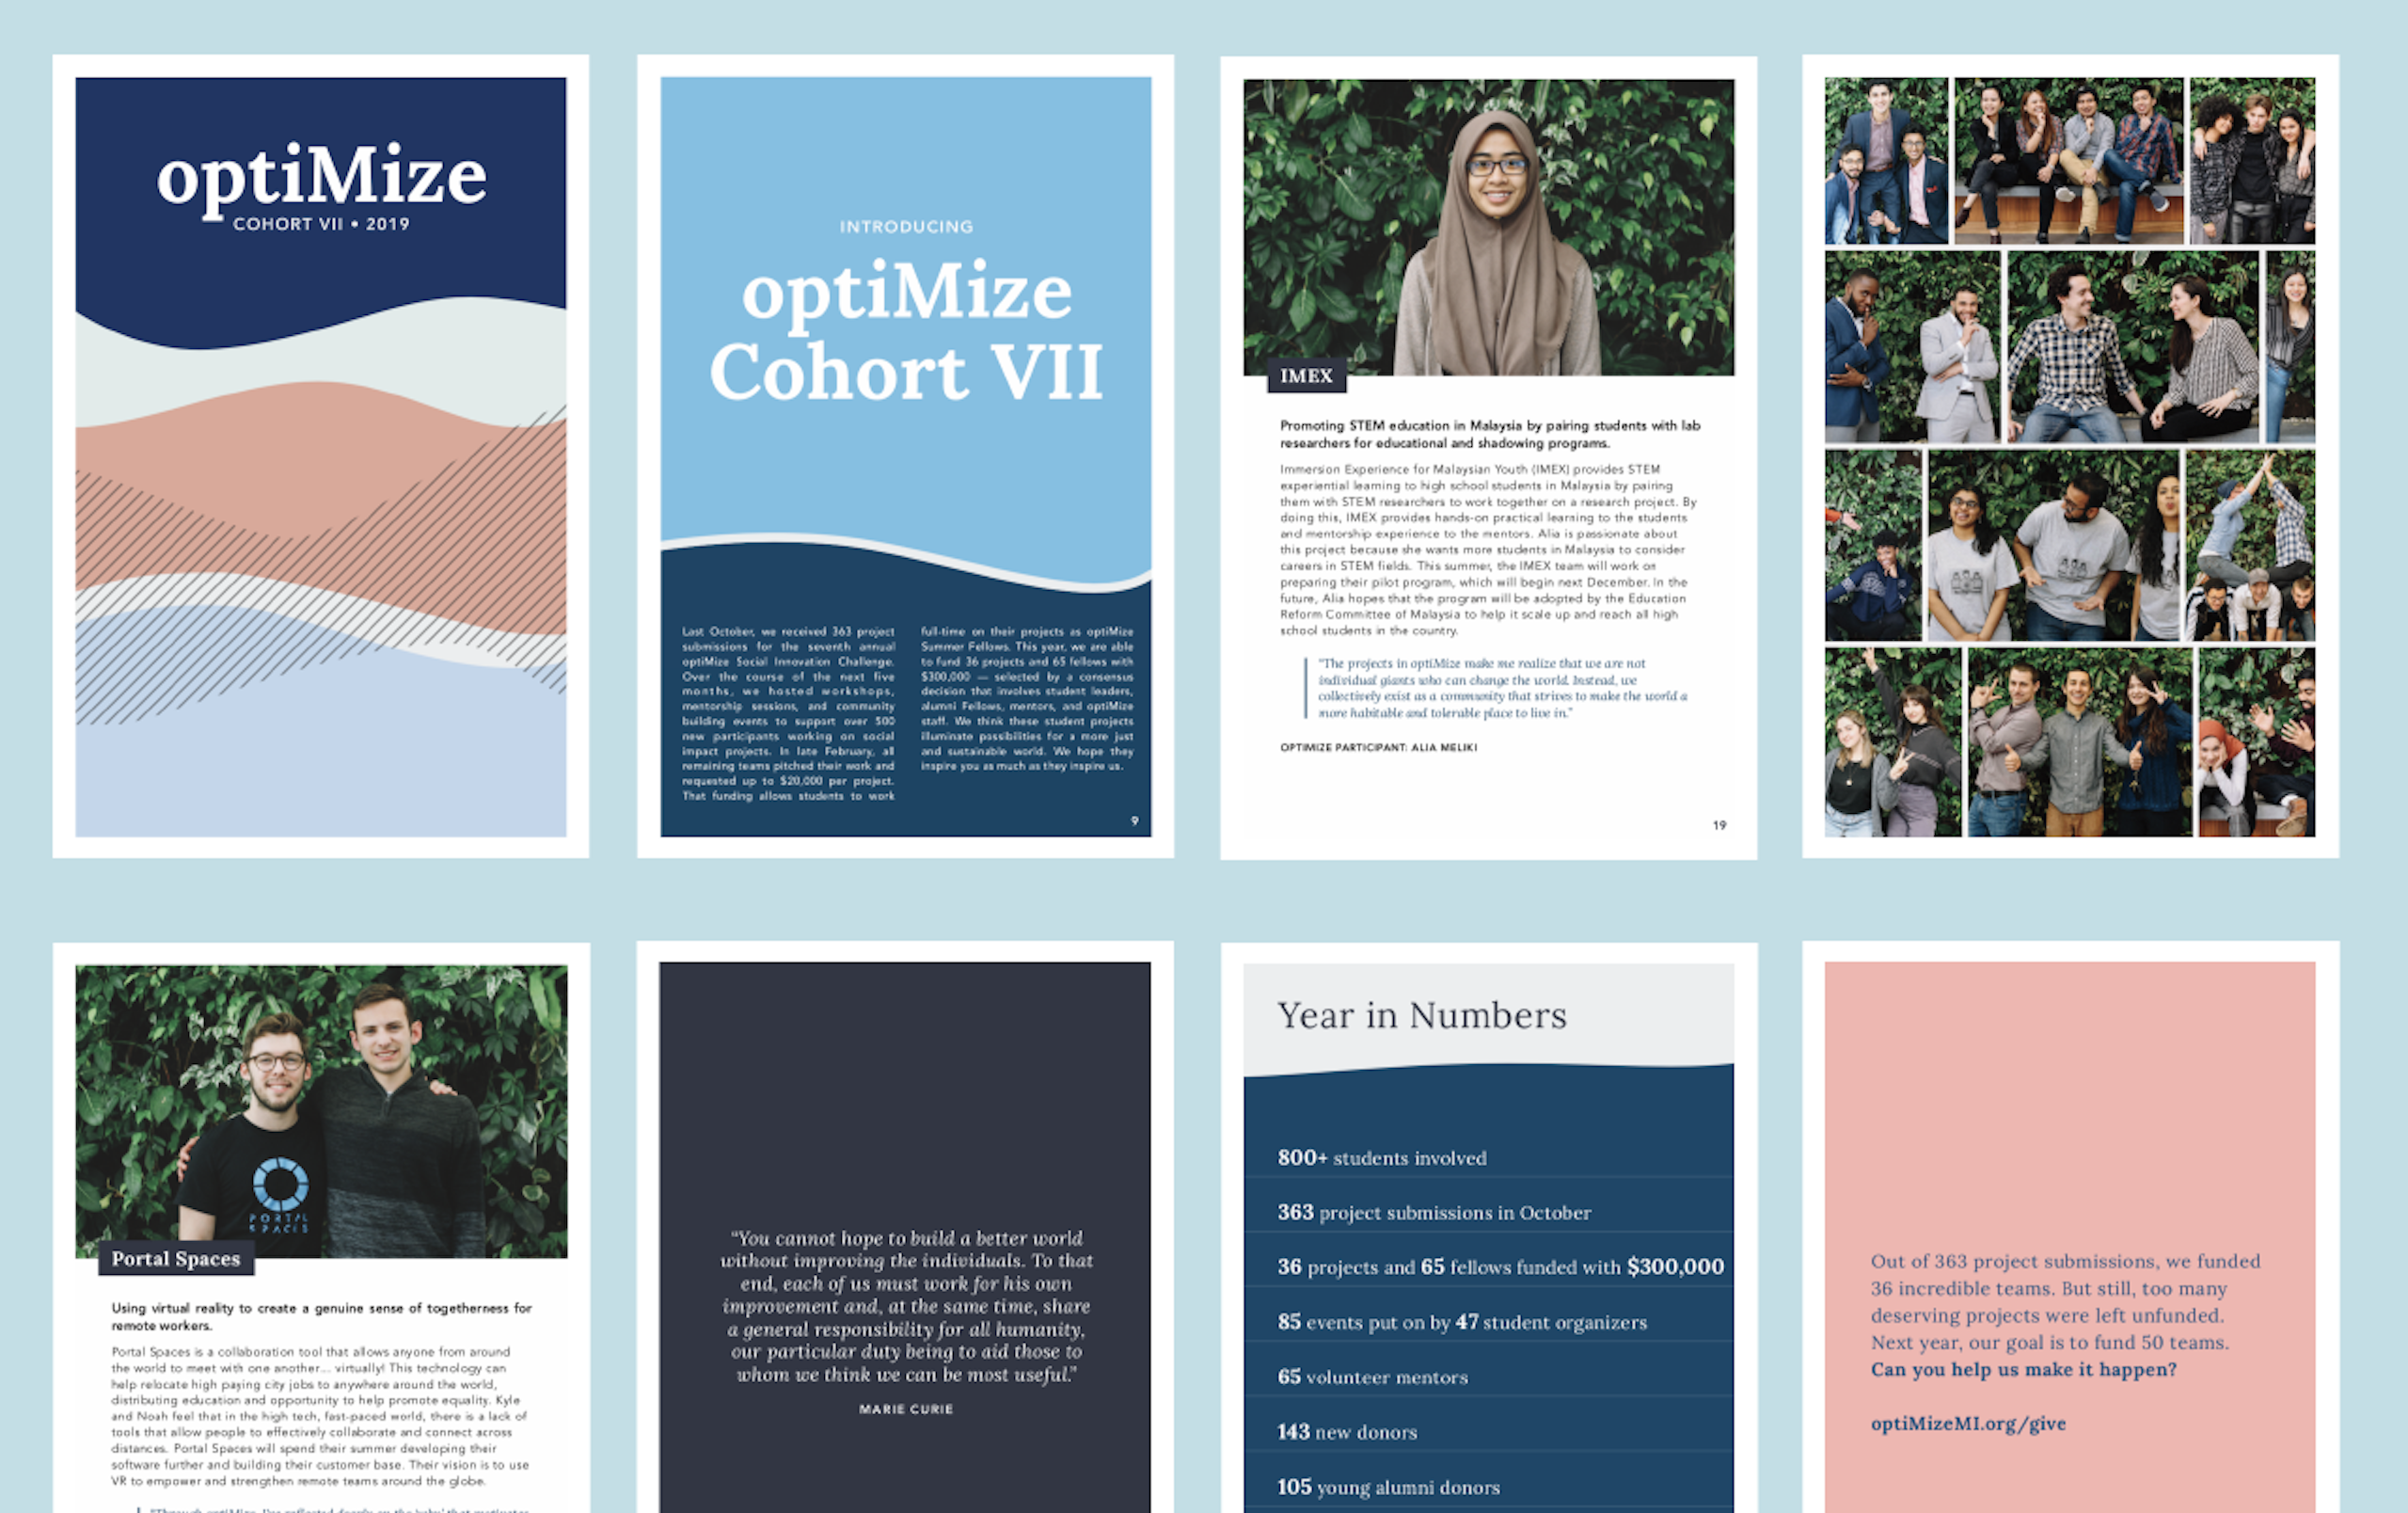 optiMize
COHORT VII • 2019
INTRODUCING
optiMize
Cohort VII
Last October, we received 363 project
submissions for the seventh annual
optiMize Social Innovation Challenge.
Over the course of the next five
months, we hosted workshops,
mentorship sessions, and community
building events to support over 500
new participants working on social
impact projects. In late February, all
remaining teams pitched their work and
requested up to $20,000 per project.
That funding allows students to work
full-time on their projects as optiMize
Summer Fellows. This year, we are able
to fund 36 projects and 65 fellows with
$300,000 — selected by a consensus
decision that involves student leaders,
alumni Fellows, mentors, and optiMize
staff. We think these student projects
illuminate possibilities for a more just
and sustainable world. We hope they
inspire you as much as they inspire us.
9
IMEX
Promoting STEM education in Malaysia by pairing students with lab
researchers for educational and shadowing programs.
Immersion Experience for Malaysian Youth (IMEX) provides STEM
experiential learning to high school students in Malaysia by pairing
them with STEM researchers to work together on a research project. By
doing this, IMEX provides hands-on practical learning to the students
and mentorship experience to the mentors. Alia is passionate about
this project because she wants more students in Malaysia to consider
careers in STEM fields. This summer, the IMEX team will work on
preparing their pilot program, which will begin next December. In the
future, Alia hopes that the program will be adopted by the Education
Reform Committee of Malaysia to help it scale up and reach all high
school students in the country.
"The projects in optiMize make me realize that we are not
individual giants who can change the world. Instead, we
collectively exist as a community that strives to make the world a
more habitable and tolerable place to live in."
OPTIMIZE PARTICIPANT: ALIA MELIKI
19
PORTAL
SPACES
Portal Spaces
Using virtual reality to create a genuine sense of togetherness for
remote workers.
Portal Spaces is a collaboration tool that allows anyone from around
the world to meet with one another... virtually! This technology can
help relocate high paying city jobs to anywhere around the world,
distributing education and opportunity to help promote equality. Kyle
and Noah feel that in the high tech, fast-paced world, there is a lack of
tools that allow people to effectively collaborate and connect across
distances. Portal Spaces will spend their summer developing their
software further and building their customer base. Their vision is to use
VR to empower and strengthen remote teams around the globe.
“You cannot hope to build a better world
without improving the individuals. To that
end, each of us must work for his own
improvement and, at the same time, share
a general responsibility for all humanity,
our particular duty being to aid those to
whom we think we can be most useful.”
MARIE CURIE
Year in Numbers
800+ students involved
363 project submissions in October
36 projects and 65 fellows funded with $300,000
85 events put on by 47 student organizers
65 volunteer mentors
143 new donors
105 young alumni donors
Out of 363 project submissions, we funded
36 incredible teams. But still, too many
deserving projects were left unfunded.
Next year, our goal is to fund 50 teams.
Can you help us make it happen?
optiMizeMI.org/give